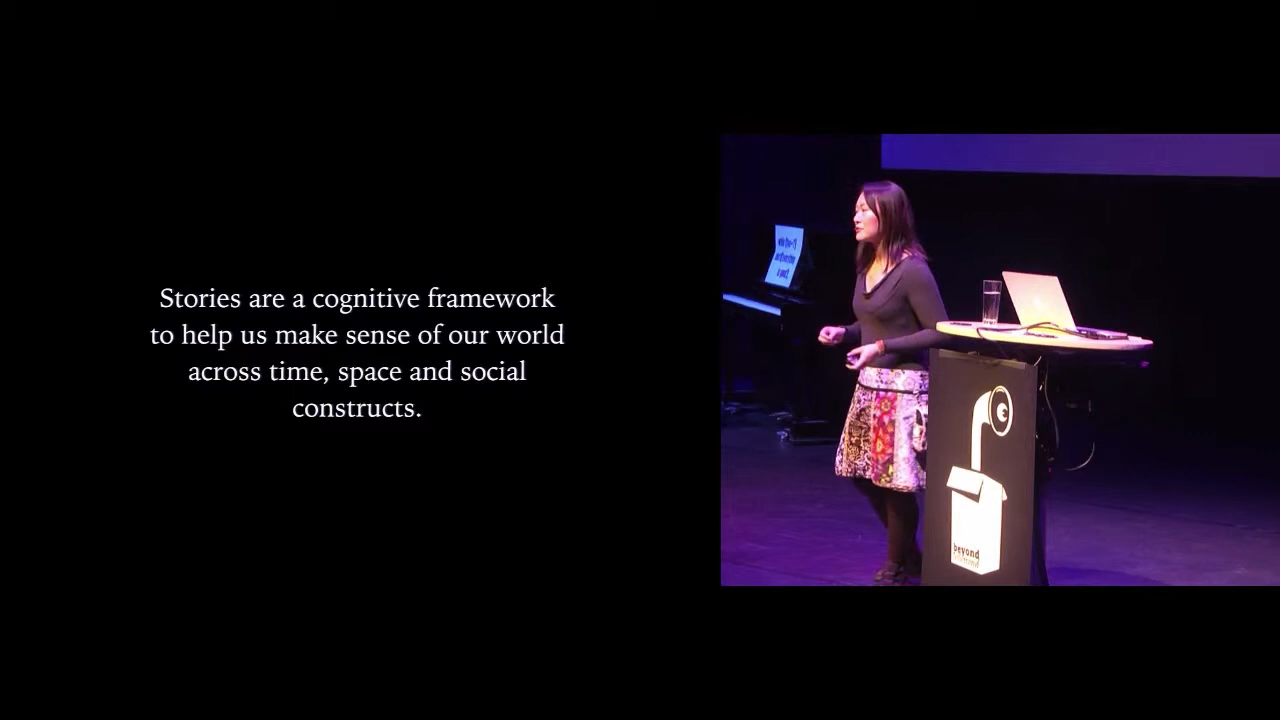 Stories are a cognitive framework
to help us make sense of our world
across time, space and social
constructs.
beyond